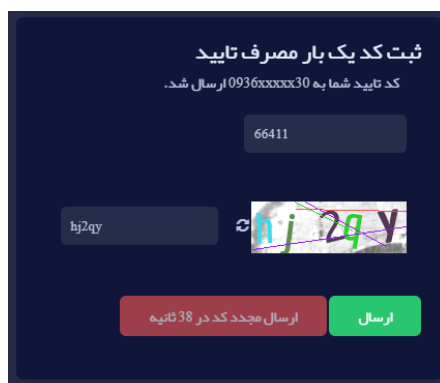 ثبت کد یک بار مصرف تایید
کد تایید شما به 0936xxxxx30 ارسال شد.
66411
hj2qY
hj2qy
ارسال
ارسال مجدد کد در 38 ثانیه